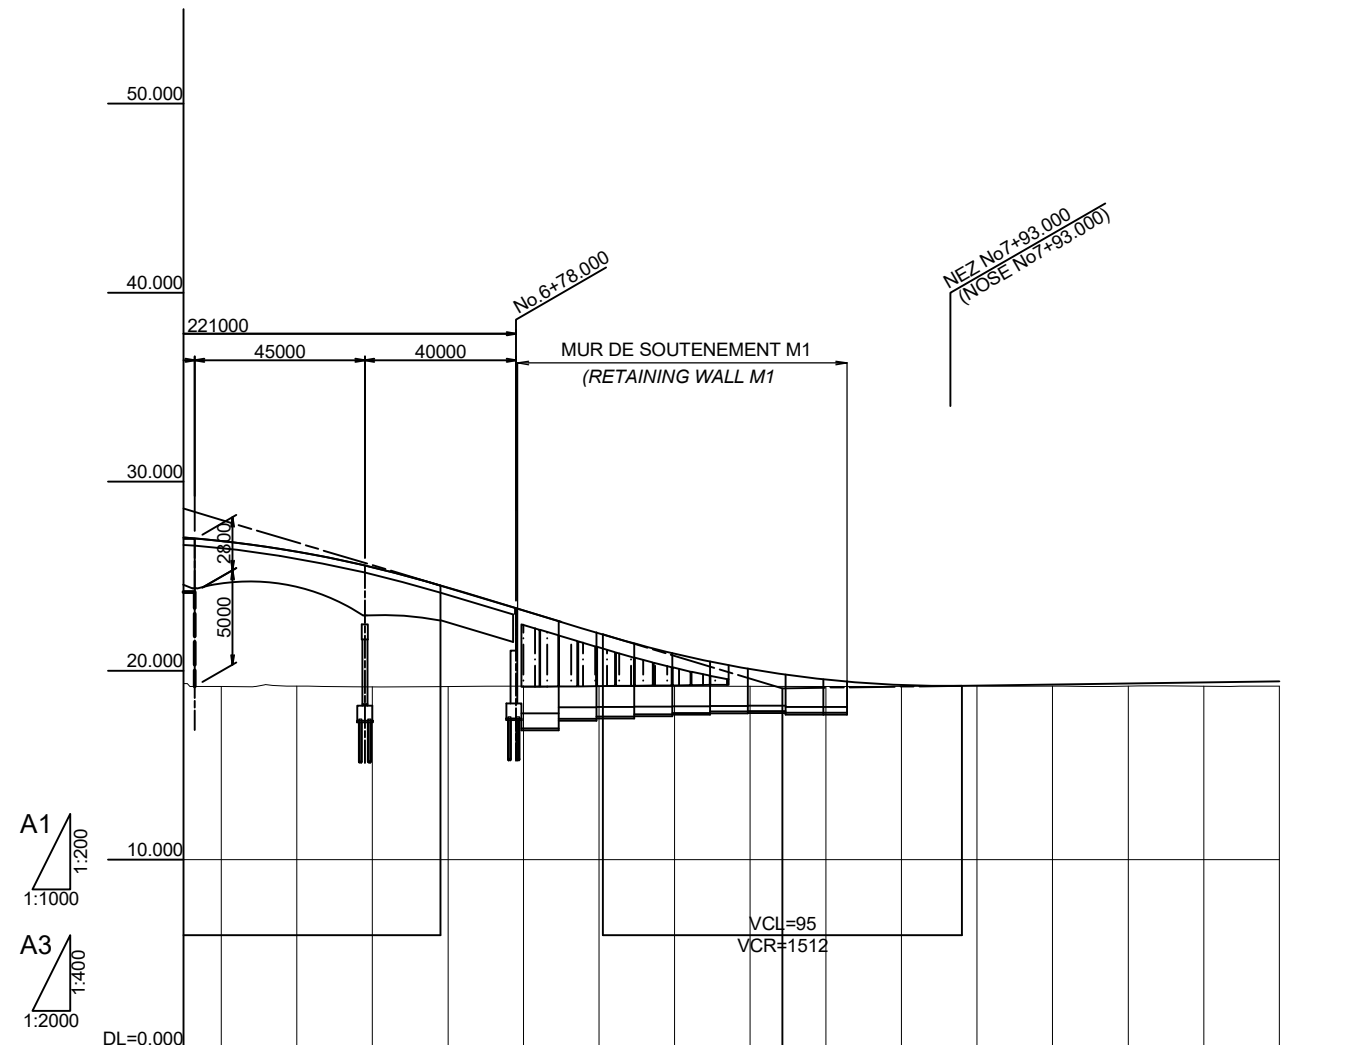 50.000
40.000
30.000
20.000
10.000
DL=0.000
No.6+78.000
NEZ No7+93.000
(NOSE No7+93.000)
221000
45000
40000
MUR DE SOUTENEMENT M1
(RETAINING WALL M1
2800
5000
VCL=95
VCR=1512
A1
1:200
1:1000
A3
1:400
1:2000